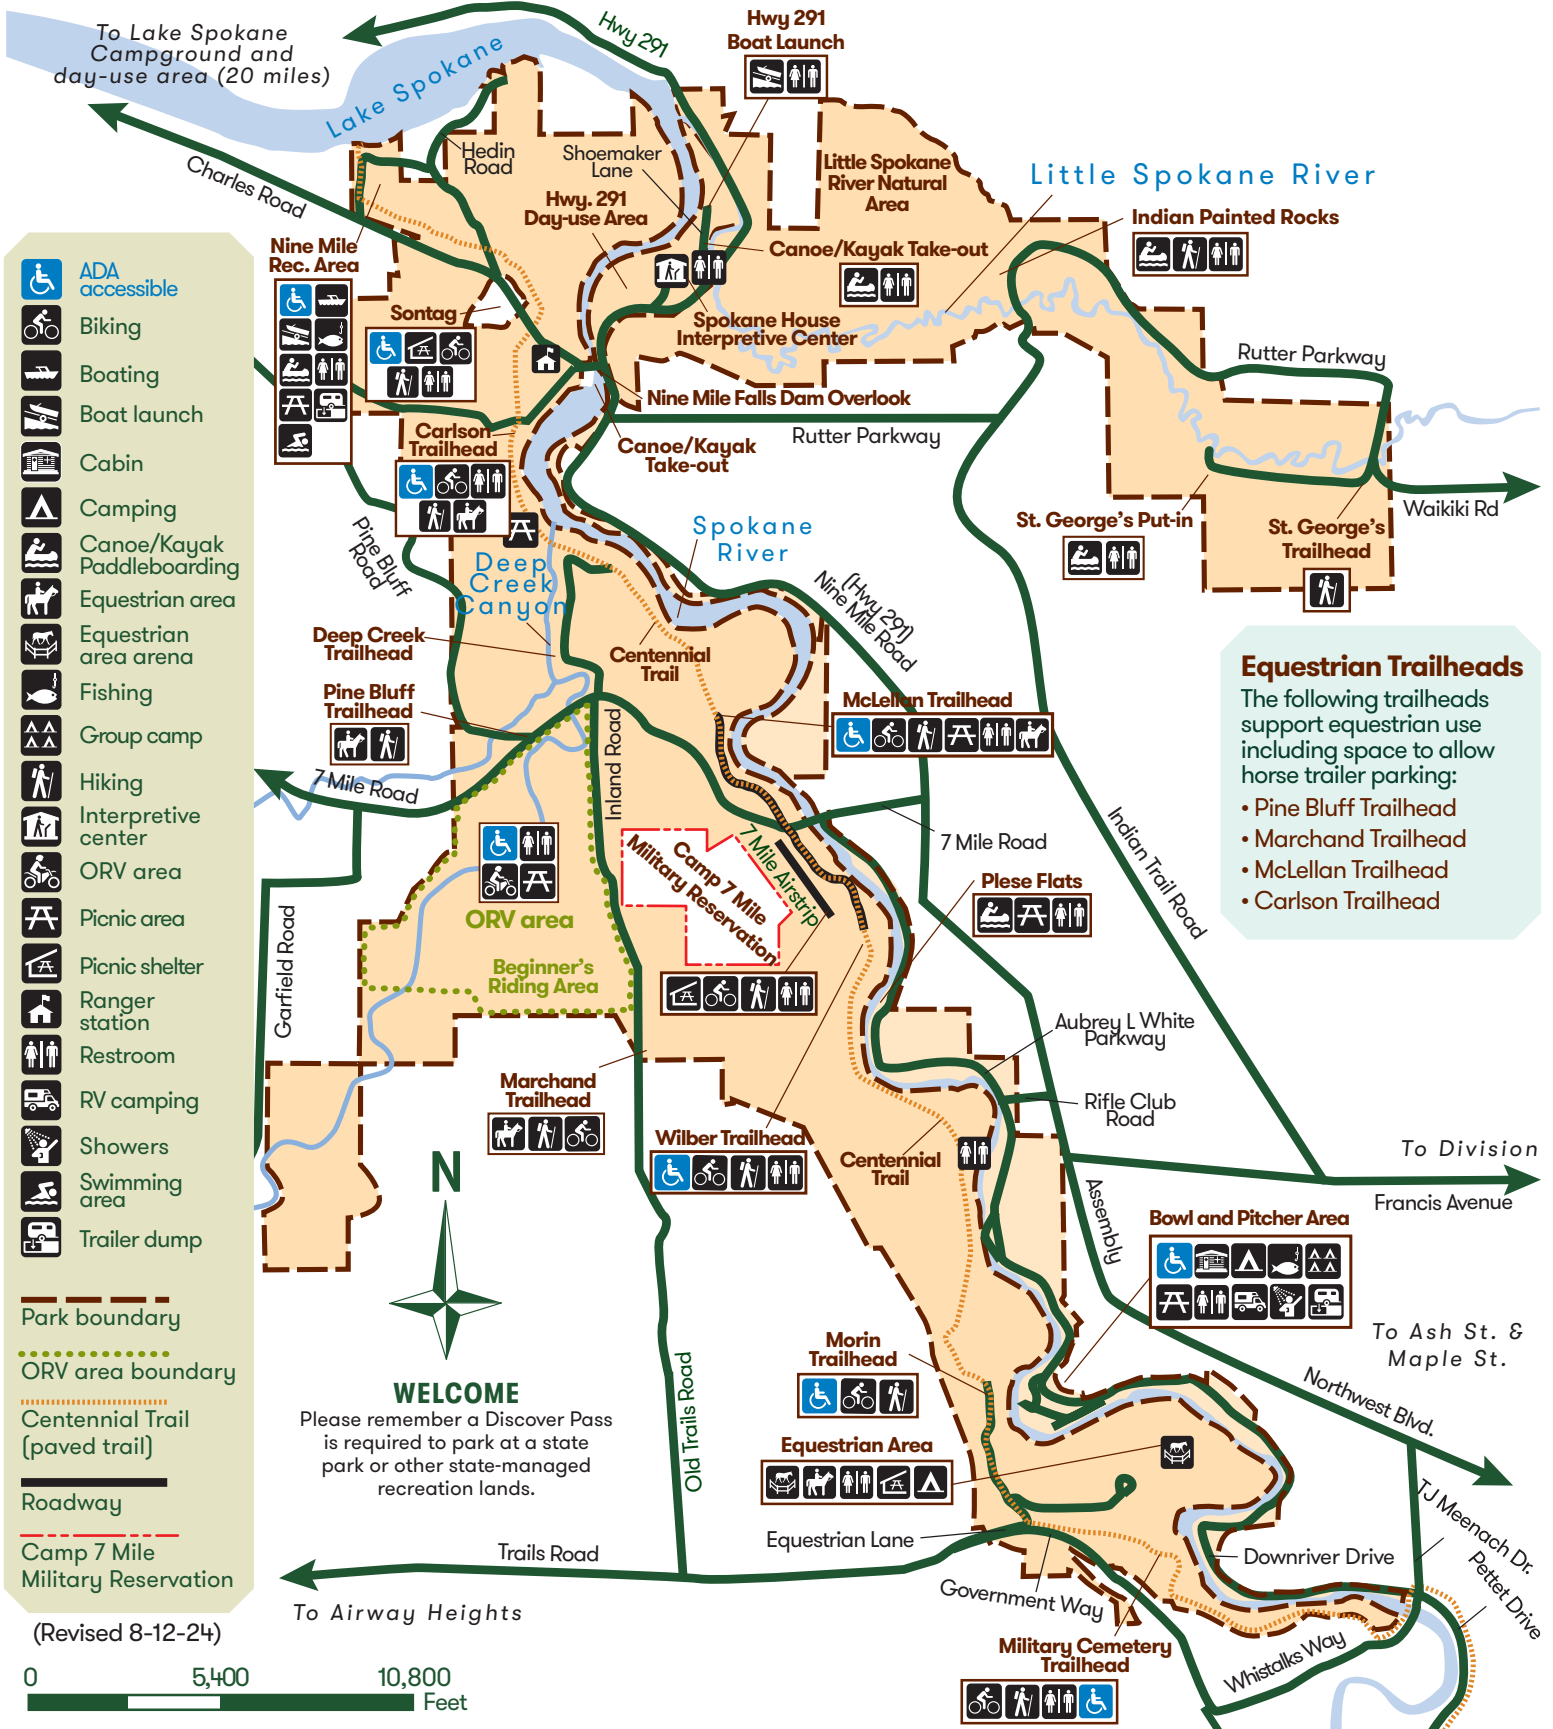 To Lake Spokane
Campground and
day-use area (20 miles)
Lake Spokane
Hwy 291
Hwy 291
Boat Launch
Charles Road
Hedin
Road
Shoemaker
Lane
Hwy. 291
Day-use Area
Little Spokane
River Natural
Area
Little Spokane River
Indian Painted Rocks
Canoe/Kayak Take-out
Nine Mile
Rec. Area
Sontag
Spokane House
Interpretive Center
Rutter Parkway
Nine Mile Falls Dam Overlook
Rutter Parkway
Canoe/Kayak
Take-out
Carlson
Trailhead
Waikiki Rd
St. George's Put-in
St. George's
Trailhead
Pine Bluff
Road
Deep
Creek
Canyon
Spokane
River
(Hwy 291)
Nine Mile Road
Deep Creek
Trailhead
Centennial
Trail
Pine Bluff
Trailhead
McLellan Trailhead
7 Mile Road
Inland Road
7 Mile Road
Indian Trail Road
Camp 7 Mile
Military Reservation
7 Mile Airstrip
Plese Flats
ORV area
Beginner's
Riding Area
Garfield Road
Aubrey L White
Parkway
Rifle Club
Road
Marchand
Trailhead
Wilber Trailhead
Centennial
Trail
To Division
Francis Avenue
Assembly
Bowl and Pitcher Area
To Ash St. &
Maple St.
Northwest Blvd.
Morin
Trailhead
Equestrian Area
Old Trails Road
Equestrian Lane
Trails Road
To Airway Heights
Government Way
Downriver Drive
TJ Meenach Dr.
Pettet Drive
Whistalks Way
Military Cemetery
Trailhead
Equestrian Trailheads
The following trailheads
support equestrian use
including space to allow
horse trailer parking:
• Pine Bluff Trailhead
• Marchand Trailhead
• McLellan Trailhead
• Carlson Trailhead
N
WELCOME
Please remember a Discover Pass
is required to park at a state
park or other state-managed
recreation lands.
ADA
accessible
Biking
Boating
Boat launch
Cabin
Camping
Canoe/Kayak
Paddleboarding
Equestrian area
Equestrian
area arena
Fishing
Group camp
Hiking
Interpretive
center
ORV area
Picnic area
Picnic shelter
Ranger
station
Restroom
RV camping
Showers
Swimming
area
Trailer dump
Park boundary
ORV area boundary
Centennial Trail
(paved trail)
Roadway
Camp 7 Mile
Military Reservation
(Revised 8-12-24)
0 5,400 10,800
Feet